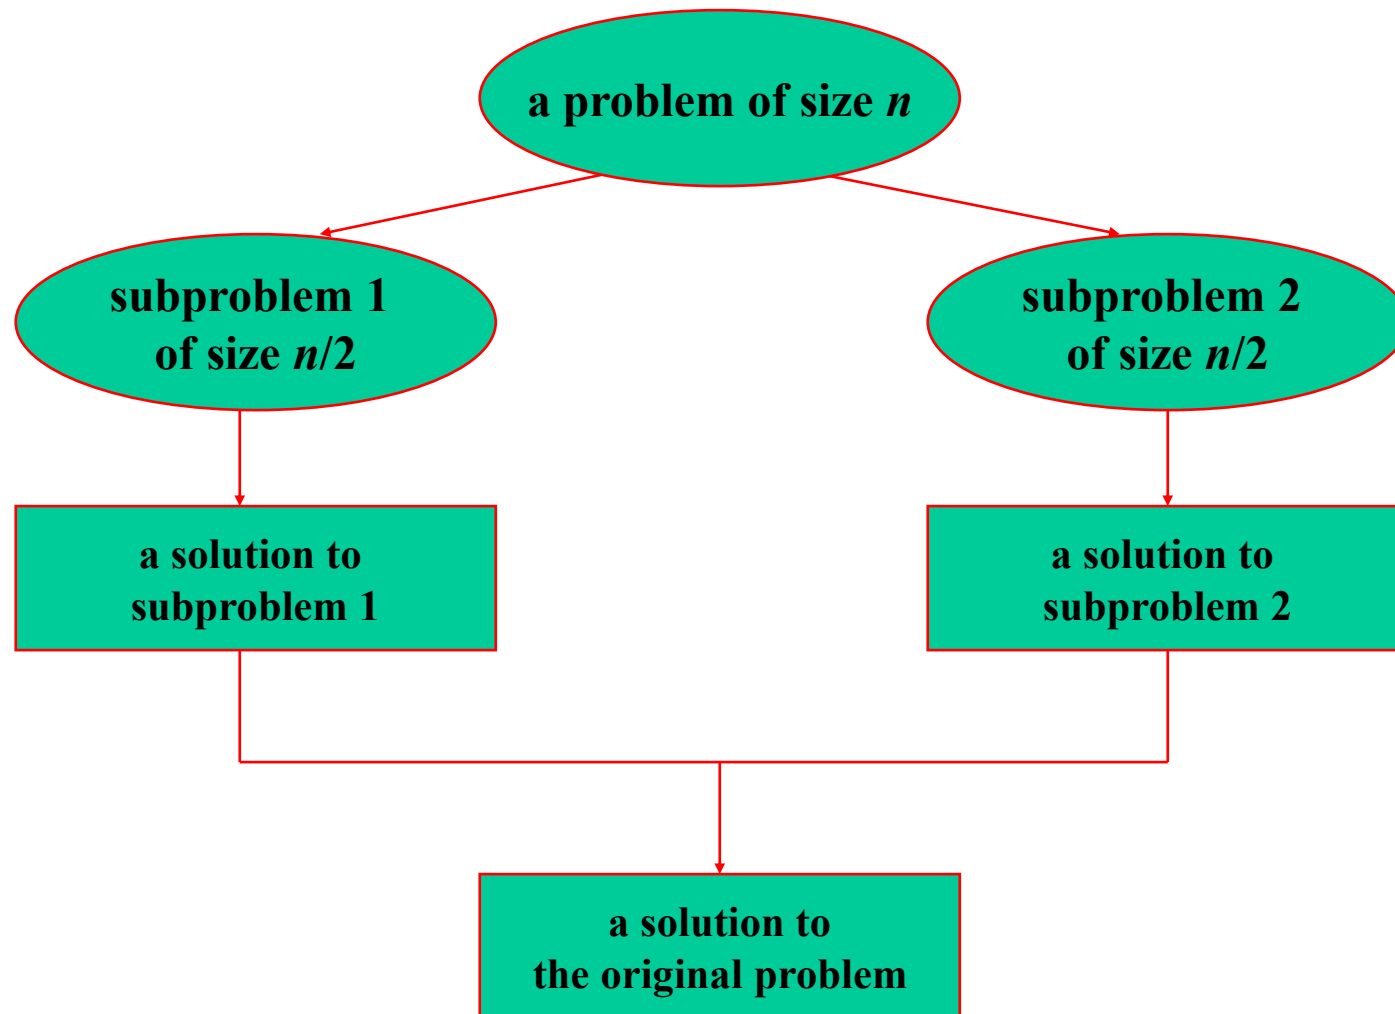 a problem of size n
subproblem 1
of size n/2
subproblem 2
of size n/2
a solution to
subproblem 1
a solution to
subproblem 2
a solution to
the original problem